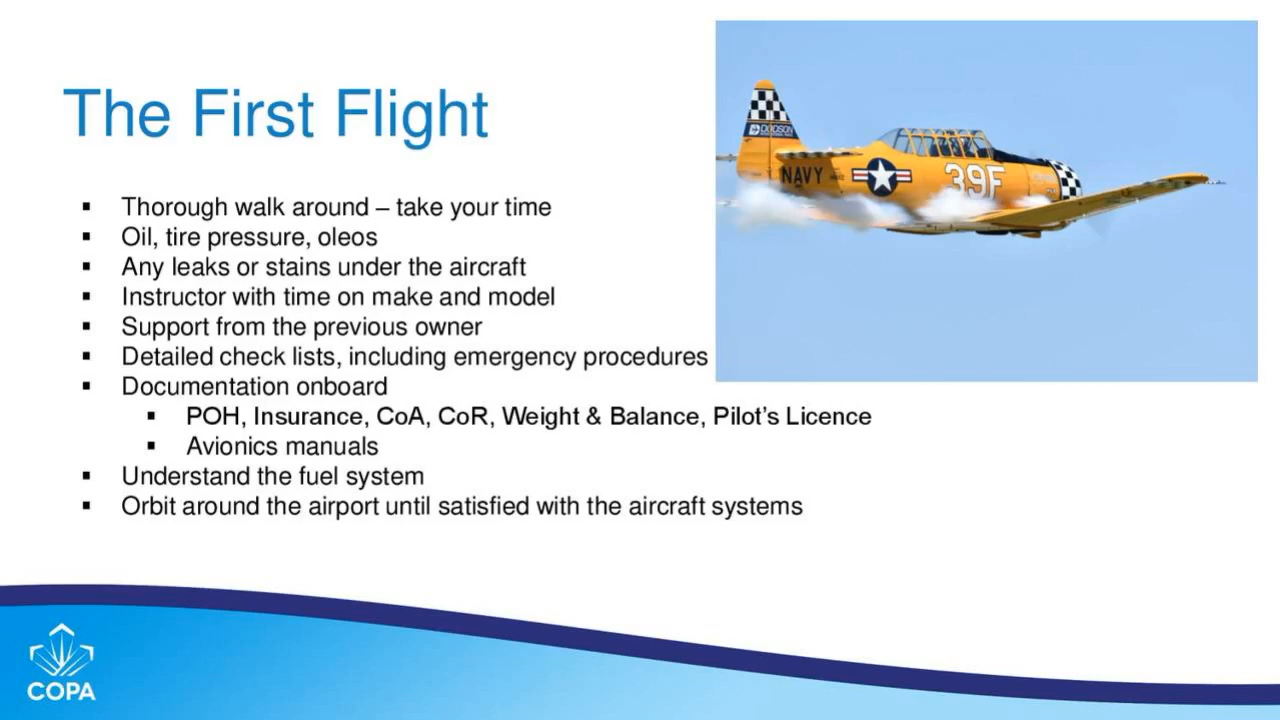 The First Flight
▪ Thorough walk around – take your time
▪ Oil, tire pressure, oleos
▪ Any leaks or stains under the aircraft
▪ Instructor with time on make and model
▪ Support from the previous owner
▪ Detailed check lists, including emergency procedures
▪ Documentation onboard
▪ POH, Insurance, CoA, CoR, Weight & Balance, Pilot’s Licence
▪ Avionics manuals
▪ Understand the fuel system
▪ Orbit around the airport until satisfied with the aircraft systems
DODSON
NAVY
39F
COPA